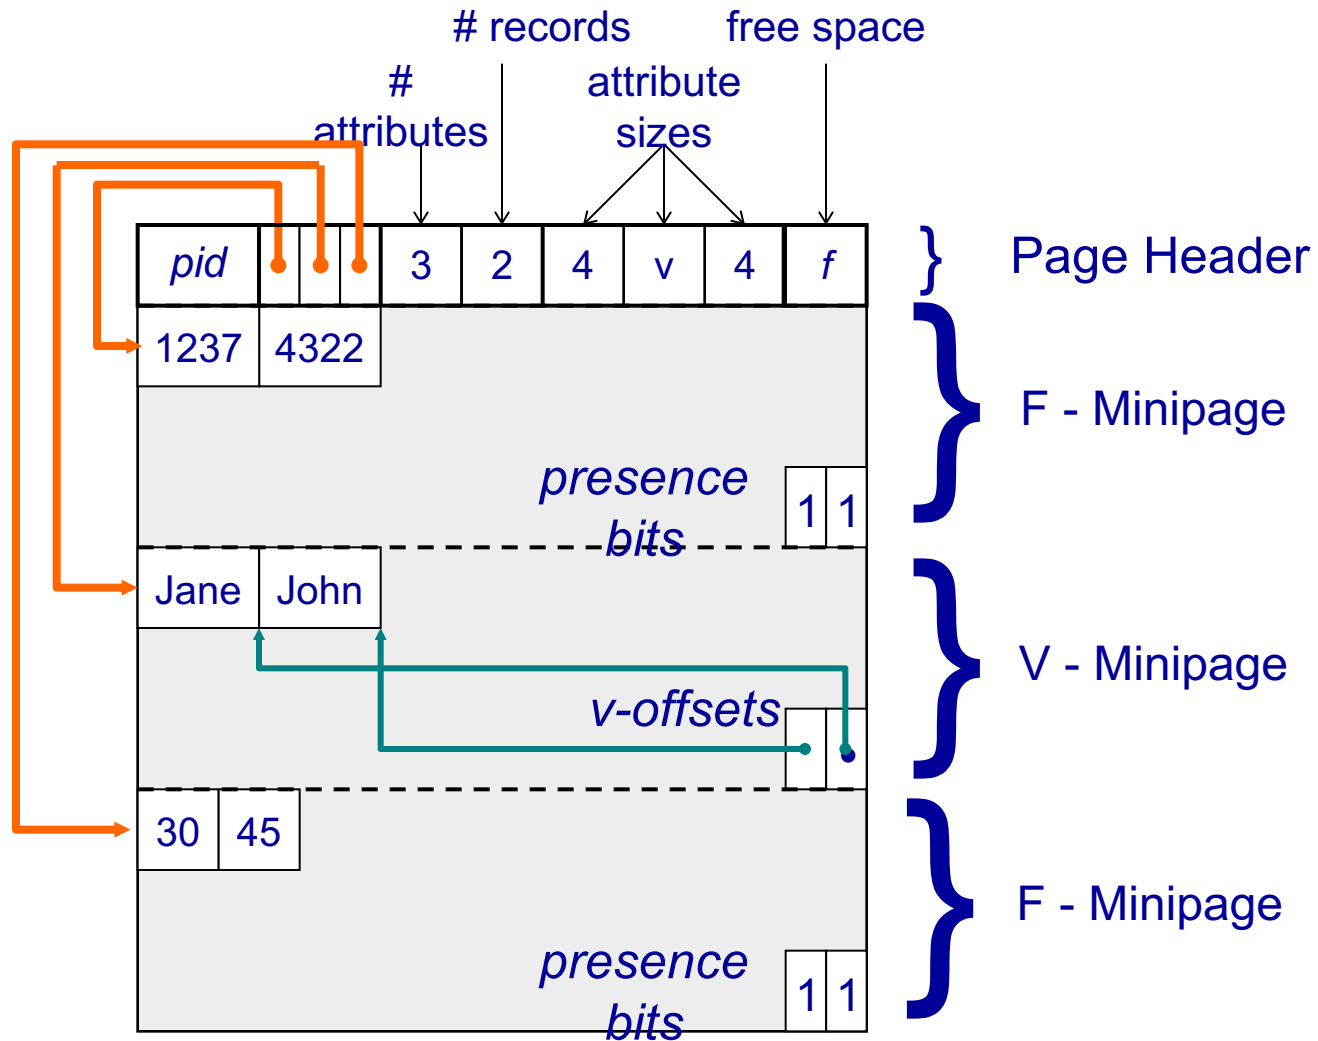 # records
free space
#
attributes
attribute
sizes
pid 3 2 4 v 4 f
} Page Header
1237 4322
} F - Minipage
presence
bits
1 1
Jane John
} V - Minipage
v-offsets
30 45
} F - Minipage
presence
bits
1 1